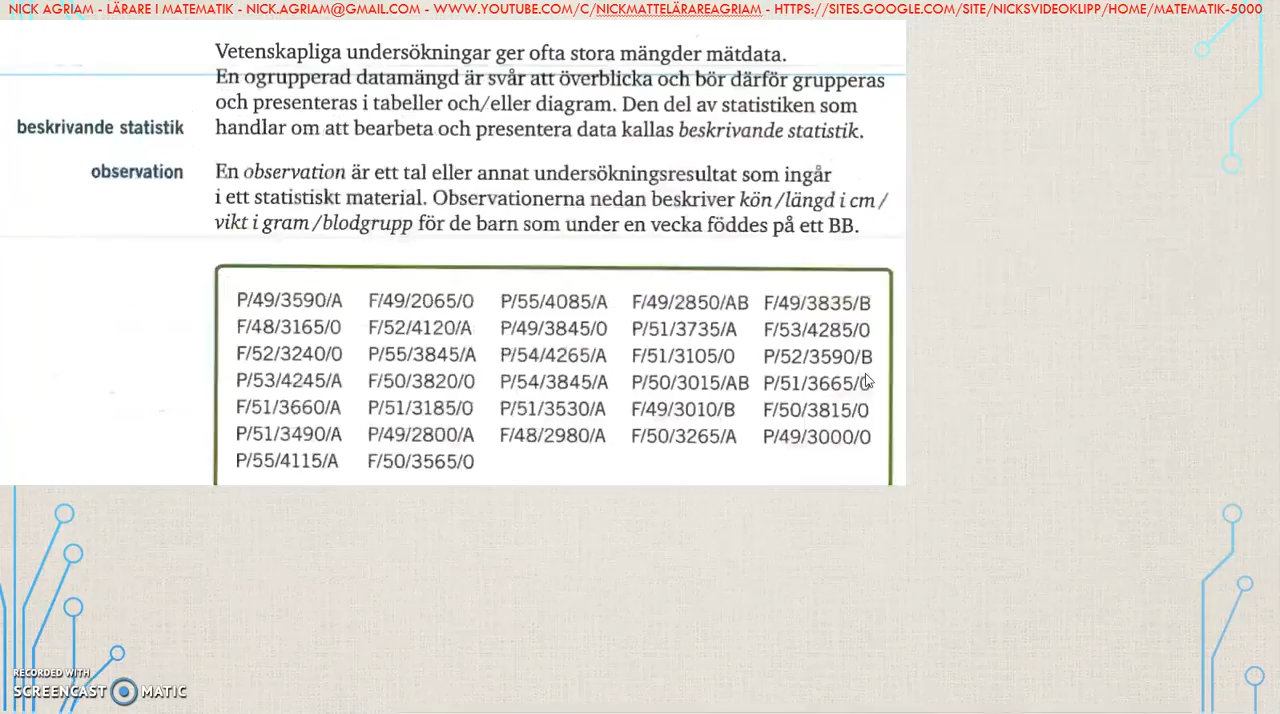 NICK AGRIAM - LÄRARE I MATEMATIK - NICK.AGRIAM@GMAIL.COM - WWW.YOUTUBE.COM/C/NICKMATTELÄRAREAGRIAM - HTTPS://SITES.GOOGLE.COM/SITE/NICKSVIDEOKLIPP/HOME/MATEMATIK-5000
Vetenskapliga undersökningar ger ofta stora mängder mätdata.
En ogrupperad datamängd är svår att överblicka och bör därför grupperas
och presenteras i tabeller och/eller diagram. Den del av statistiken som
beskrivande statistik handlar om att bearbeta och presentera data kallas beskrivande statistik.
observation En observation är ett tal eller annat undersökningsresultat som ingår
i ett statistiskt material. Observationerna nedan beskriver kön/längd i cm/
vikt i gram/blodgrupp för de barn som under en vecka föddes på ett BB.
P/49/3590/A F/49/2065/0 P/55/4085/A F/49/2850/AB F/49/3835/B
F/48/3165/0 F/52/4120/A P/49/3845/0 P/51/3735/A F/53/4285/0
F/52/3240/0 P/55/3845/A P/54/4265/A F/51/3105/0 P/52/3590/B
P/53/4245/A F/50/3820/0 P/54/3845/A P/50/3015/AB P/51/3665/0
F/51/3660/A P/51/3185/0 P/51/3530/A F/49/3010/B F/50/3815/0
P/51/3490/A P/49/2800/A F/48/2980/A F/50/3265/A P/49/3000/0
P/55/4115/A F/50/3565/0
RECORDED WITH
SCREENCAST MATIC